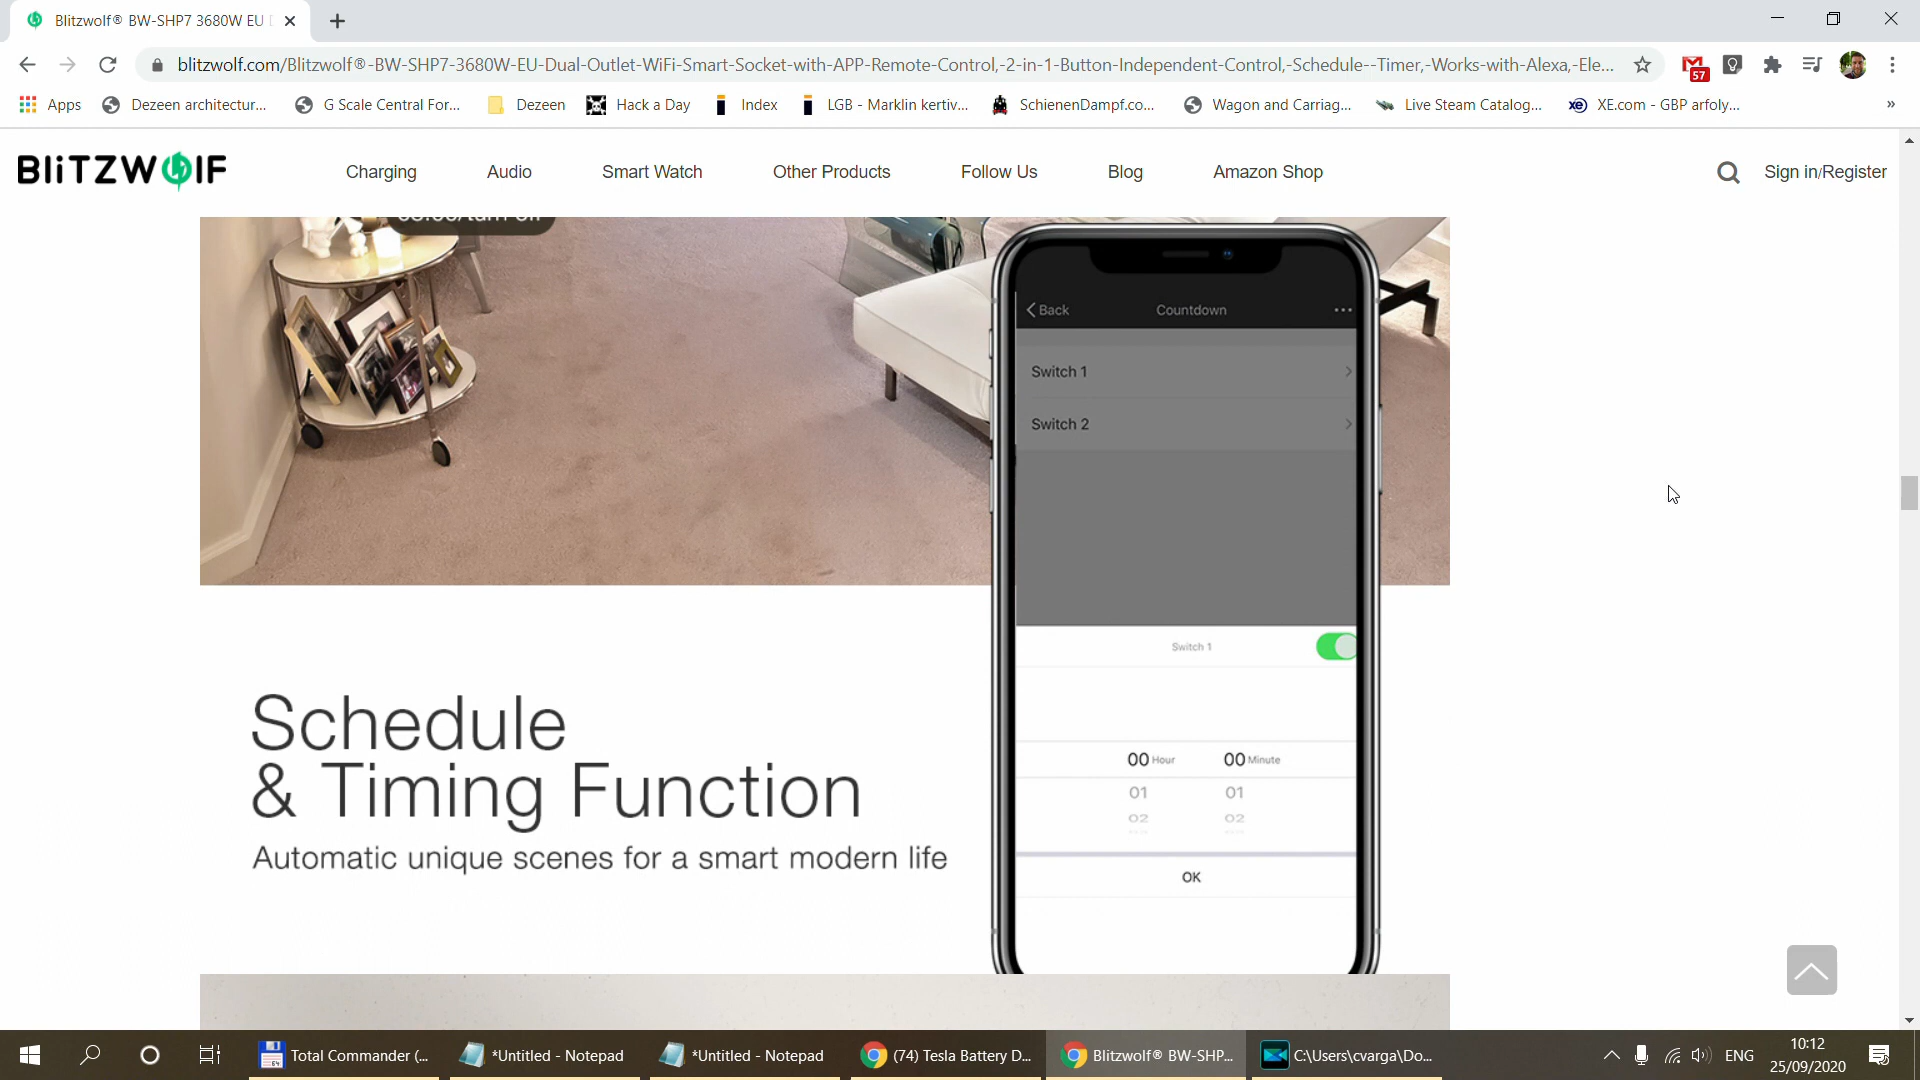 Blitzwolf® BW-SHP7 3680W EU
blitzwolf.com/Blitzwolf®-BW-SHP7-3680W-EU-Dual-Outlet-WiFi-Smart-Socket-with-APP-Remote-Control,-2-in-1-Button-Independent-Control,-Schedule--Timer,-Works-with-Alexa,-Ele...
57
Apps Dezeen architectur... G Scale Central For... Dezeen Hack a Day Index LGB - Marklin kertiv... SchienenDampf.co... Wagon and Carriag... Live Steam Catalog... xe XE.com - GBP arfoly... »
BLiTZWOLF Charging Audio Smart Watch Other Products Follow Us Blog Amazon Shop Sign in/Register
Back Countdown ...
Switch 1
Switch 2
Switch 1
00 Hour 00 Minute
01 01
02 02
OK
Schedule
& Timing Function
Automatic unique scenes for a smart modern life
Total Commander (... *Untitled - Notepad *Untitled - Notepad (74) Tesla Battery D... Blitzwolf® BW-SHP... C:\Users\cvarga\Do... ENG
10:12
25/09/2020